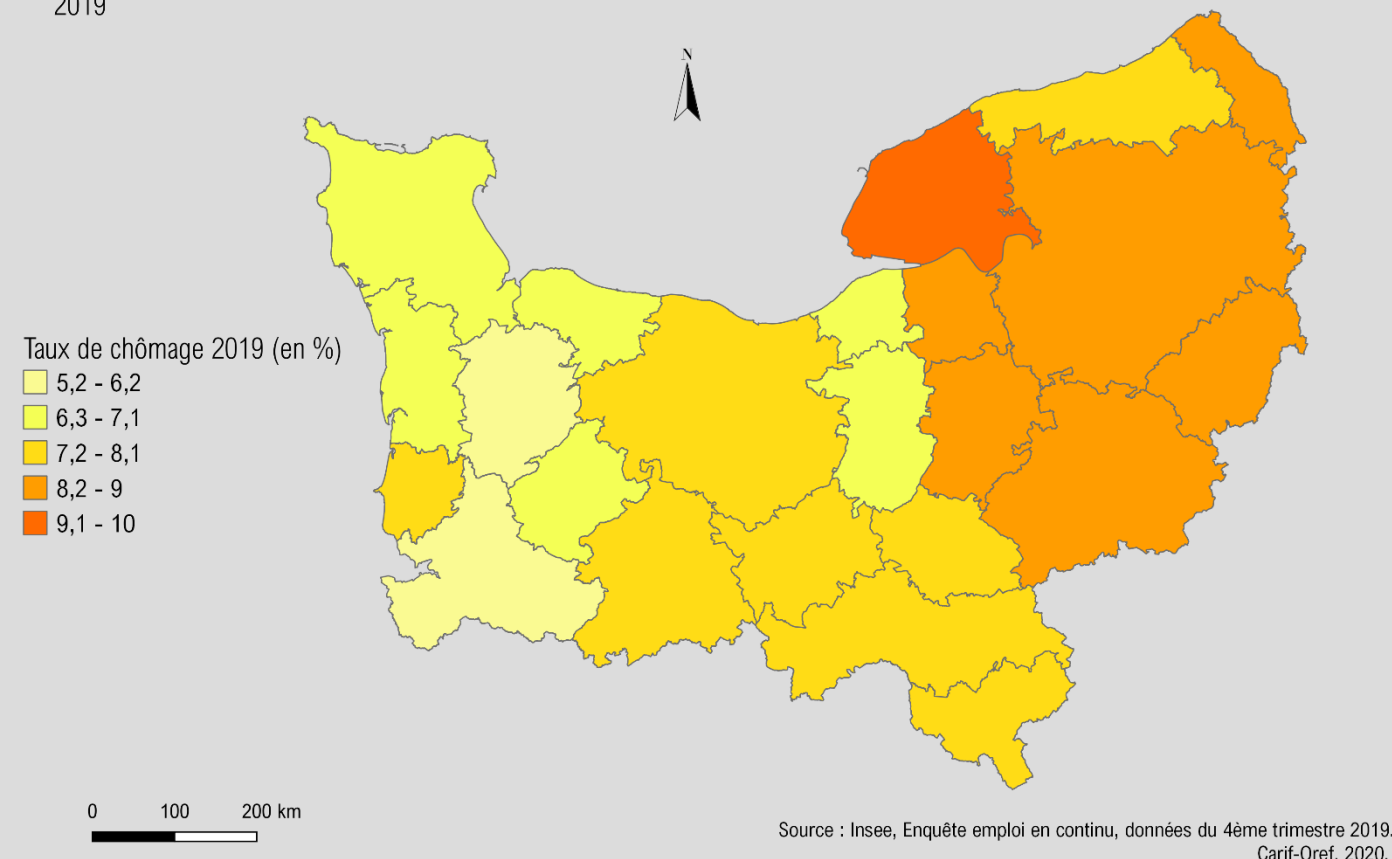 2019
N
Taux de chômage 2019 (en %)
5,2 - 6,2
6,3 - 7,1
7,2 - 8,1
8,2 - 9
9,1 - 10
0 100 200 km
Source : Insee, Enquête emploi en continu, données du 4ème trimestre 2019.
Carif-Oref, 2020.